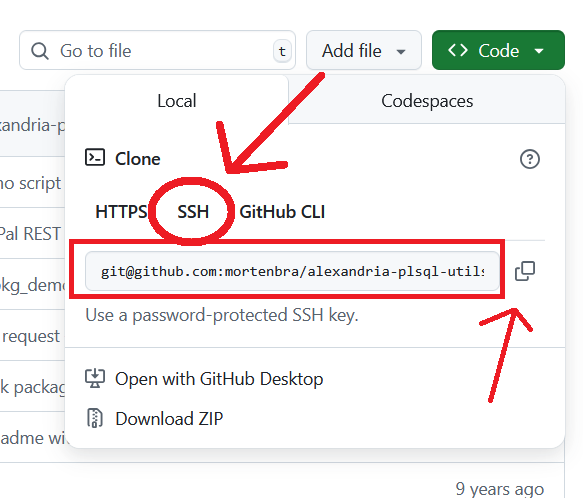 Go to file t Add file Code
Local Codespaces
xandria-p
Clone
no script
HTTPS SSH GitHub CLI
Pal REST
git@github.com:mortenbra/alexandria-plsql-utils
okg_demo
Use a password-protected SSH key.
request
Open with GitHub Desktop
k packag
Download ZIP
adme wi
9 years ago